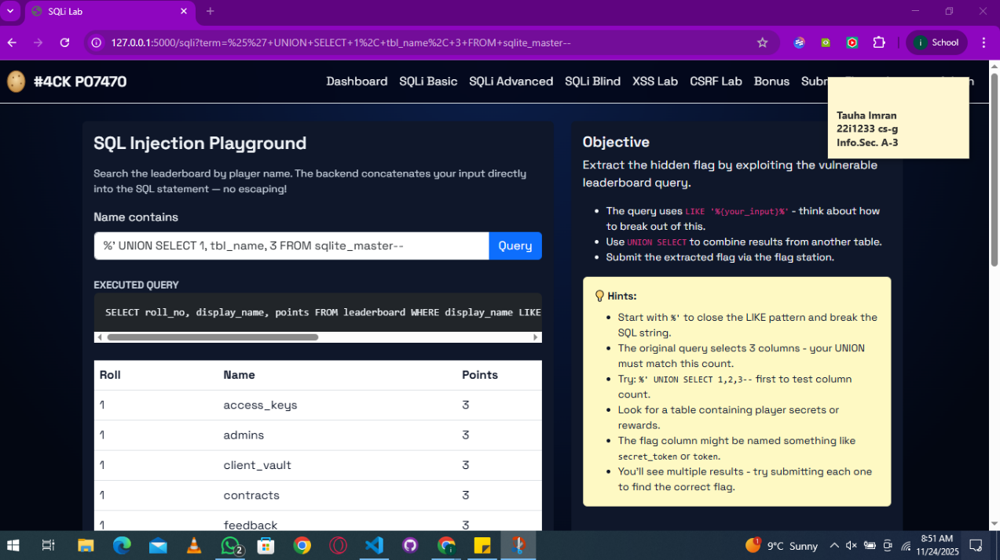 SQLi Lab
127.0.0.1:5000/sqli?term=%25%27+UNION+SELECT+1%2C+tbl_name%2C+3+FROM+sqlite_master--
i School
#4CK P07470
Dashboard SQLi Basic SQLi Advanced SQLi Blind XSS Lab CSRF Lab Bonus
Tauha Imran
22i1233 cs-g
Info.Sec. A-3
SQL Injection Playground
Search the leaderboard by player name. The backend concatenates your input directly
into the SQL statement — no escaping!
Name contains
%' UNION SELECT 1, tbl_name, 3 FROM sqlite_master--
Query
EXECUTED QUERY
SELECT roll_no, display_name, points FROM leaderboard WHERE display_name LIKE
Roll Name Points
1 access_keys 3
1 admins 3
1 client_vault 3
1 contracts 3
1 feedback 3
Objective
Extract the hidden flag by exploiting the vulnerable
leaderboard query.
• The query uses LIKE '%{your_input}%' - think about how
to break out of this.
• Use UNION SELECT to combine results from another table.
• Submit the extracted flag via the flag station.
💡 Hints:
• Start with %' to close the LIKE pattern and break the
SQL string.
• The original query selects 3 columns - your UNION
must match this count.
• Try: %' UNION SELECT 1,2,3-- first to test column
count.
• Look for a table containing player secrets or
rewards.
• The flag column might be named something like
secret_token or token.
• You'll see multiple results - try submitting each one
to find the correct flag.
2
1
9°C Sunny
8:51 AM
11/24/2025